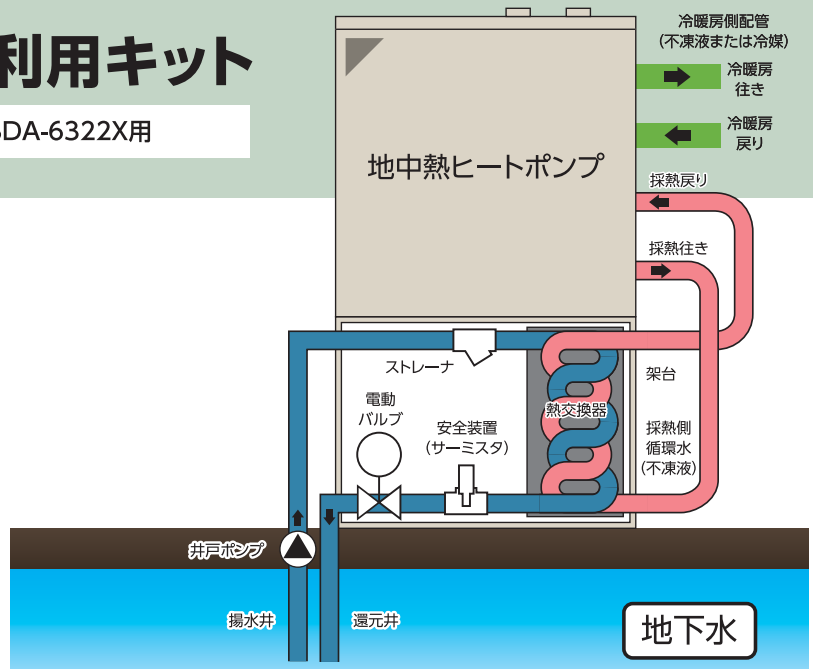 利用キット
DA-6322X用
冷暖房側配管
(不凍液または冷媒)
冷暖房
往き
冷暖房
戻り
地中熱ヒートポンプ
採熱戻り
採熱往き
ストレーナ
架台
電動
バルブ
熱交換器
安全装置
(サーミスタ)
採熱側
循環水
(不凍液)
井戸ポンプ
揚水井
還元井
地下水